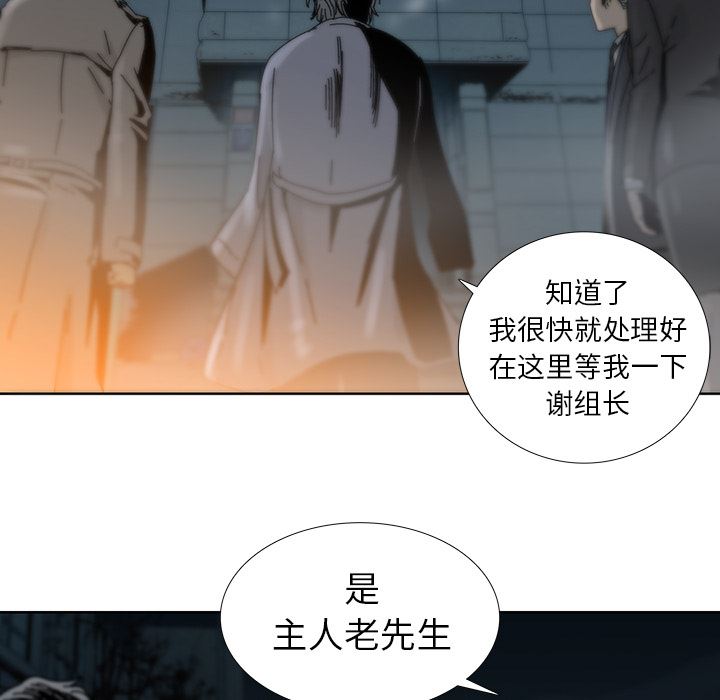 知道了
我很快就处理好
在这里等我一下
谢组长
是
主人老先生